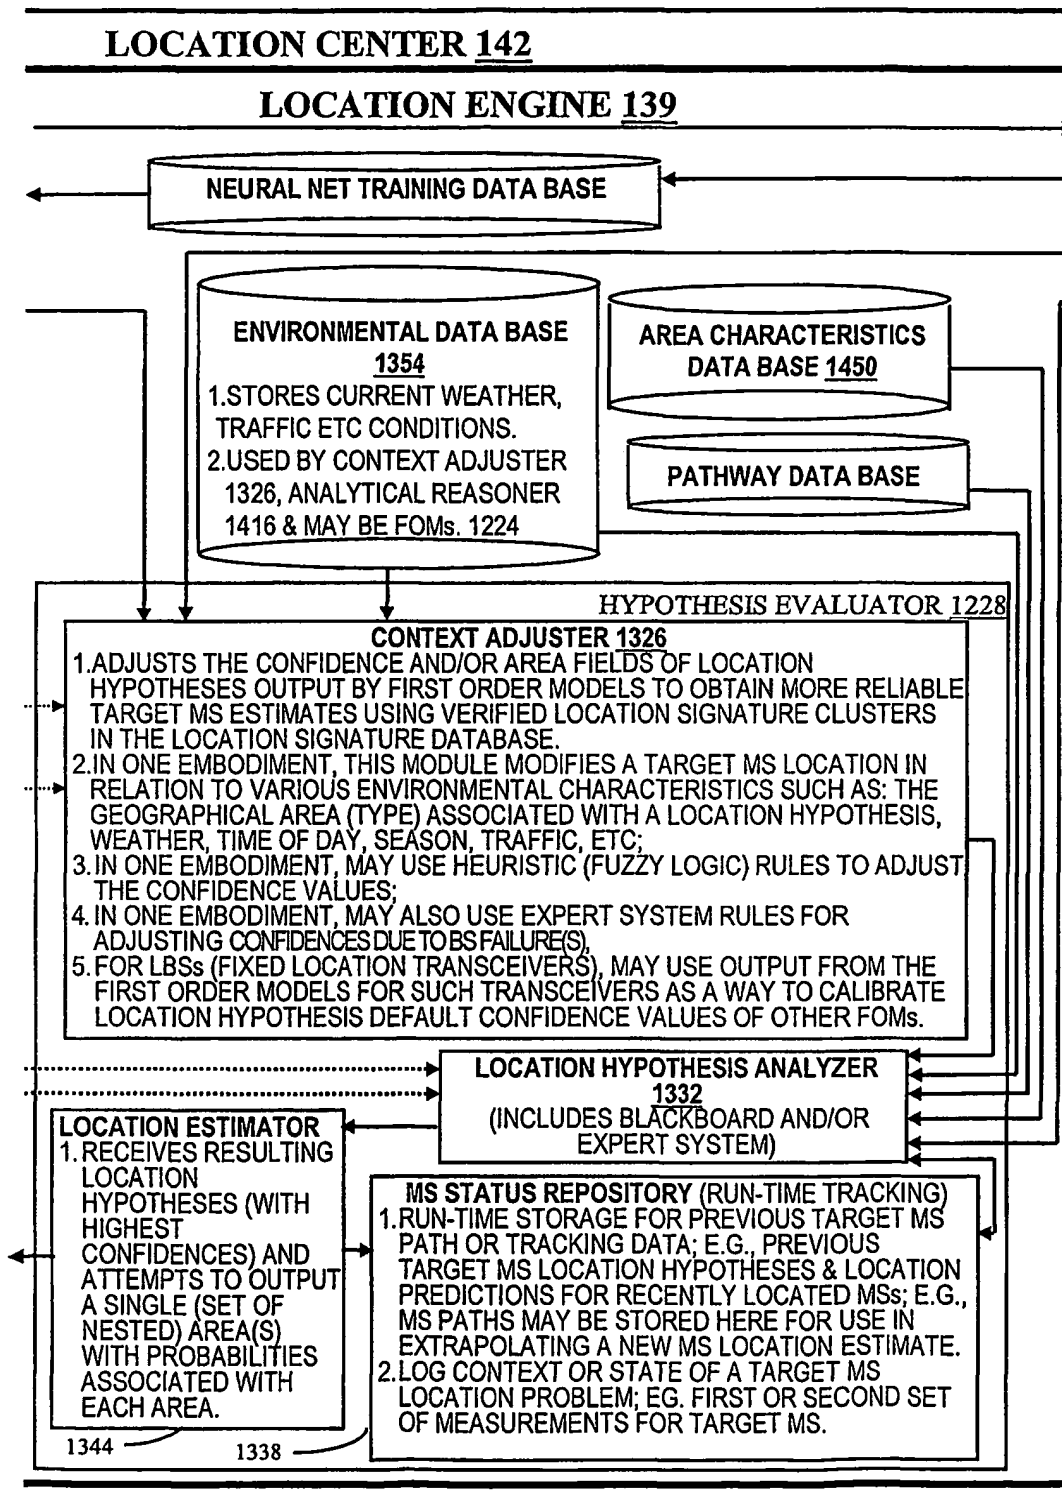 LOCATION CENTER 142
LOCATION ENGINE 139
NEURAL NET TRAINING DATA BASE
ENVIRONMENTAL DATA BASE
1354
1.STORES CURRENT WEATHER,
TRAFFIC ETC CONDITIONS.
2.USED BY CONTEXT ADJUSTER
1326, ANALYTICAL REASONER
1416 & MAY BE FOMs. 1224
AREA CHARACTERISTICS
DATA BASE 1450
PATHWAY DATA BASE
HYPOTHESIS EVALUATOR 1228
CONTEXT ADJUSTER 1326
1.ADJUSTS THE CONFIDENCE AND/OR AREA FIELDS OF LOCATION
HYPOTHESES OUTPUT BY FIRST ORDER MODELS TO OBTAIN MORE RELIABLE
TARGET MS ESTIMATES USING VERIFIED LOCATION SIGNATURE CLUSTERS
IN THE LOCATION SIGNATURE DATABASE.
2.IN ONE EMBODIMENT, THIS MODULE MODIFIES A TARGET MS LOCATION IN
RELATION TO VARIOUS ENVIRONMENTAL CHARACTERISTICS SUCH AS: THE
GEOGRAPHICAL AREA (TYPE) ASSOCIATED WITH A LOCATION HYPOTHESIS,
WEATHER, TIME OF DAY, SEASON, TRAFFIC, ETC;
3.IN ONE EMBODIMENT, MAY USE HEURISTIC (FUZZY LOGIC) RULES TO ADJUST
THE CONFIDENCE VALUES;
4. IN ONE EMBODIMENT, MAY ALSO USE EXPERT SYSTEM RULES FOR
ADJUSTING CONFIDENCES DUE TO BS FAILURE(S),
5. FOR LBSs (FIXED LOCATION TRANSCEIVERS), MAY USE OUTPUT FROM THE
FIRST ORDER MODELS FOR SUCH TRANSCEIVERS AS A WAY TO CALIBRATE
LOCATION HYPOTHESIS DEFAULT CONFIDENCE VALUES OF OTHER FOMs.
LOCATION HYPOTHESIS ANALYZER
1332
(INCLUDES BLACKBOARD AND/OR
EXPERT SYSTEM)
LOCATION ESTIMATOR
1. RECEIVES RESULTING
LOCATION
HYPOTHESES (WITH
HIGHEST
CONFIDENCES) AND
ATTEMPTS TO OUTPUT
A SINGLE (SET OF
NESTED) AREA(S)
WITH PROBABILITIES
ASSOCIATED WITH
EACH AREA.
1344
MS STATUS REPOSITORY (RUN-TIME TRACKING)
1.RUN-TIME STORAGE FOR PREVIOUS TARGET MS
PATH OR TRACKING DATA; E.G., PREVIOUS
TARGET MS LOCATION HYPOTHESES & LOCATION
PREDICTIONS FOR RECENTLY LOCATED MSs; E.G.,
MS PATHS MAY BE STORED HERE FOR USE IN
EXTRAPOLATING A NEW MS LOCATION ESTIMATE.
2.LOG CONTEXT OR STATE OF A TARGET MS
LOCATION PROBLEM; EG. FIRST OR SECOND SET
OF MEASUREMENTS FOR TARGET MS.
1338